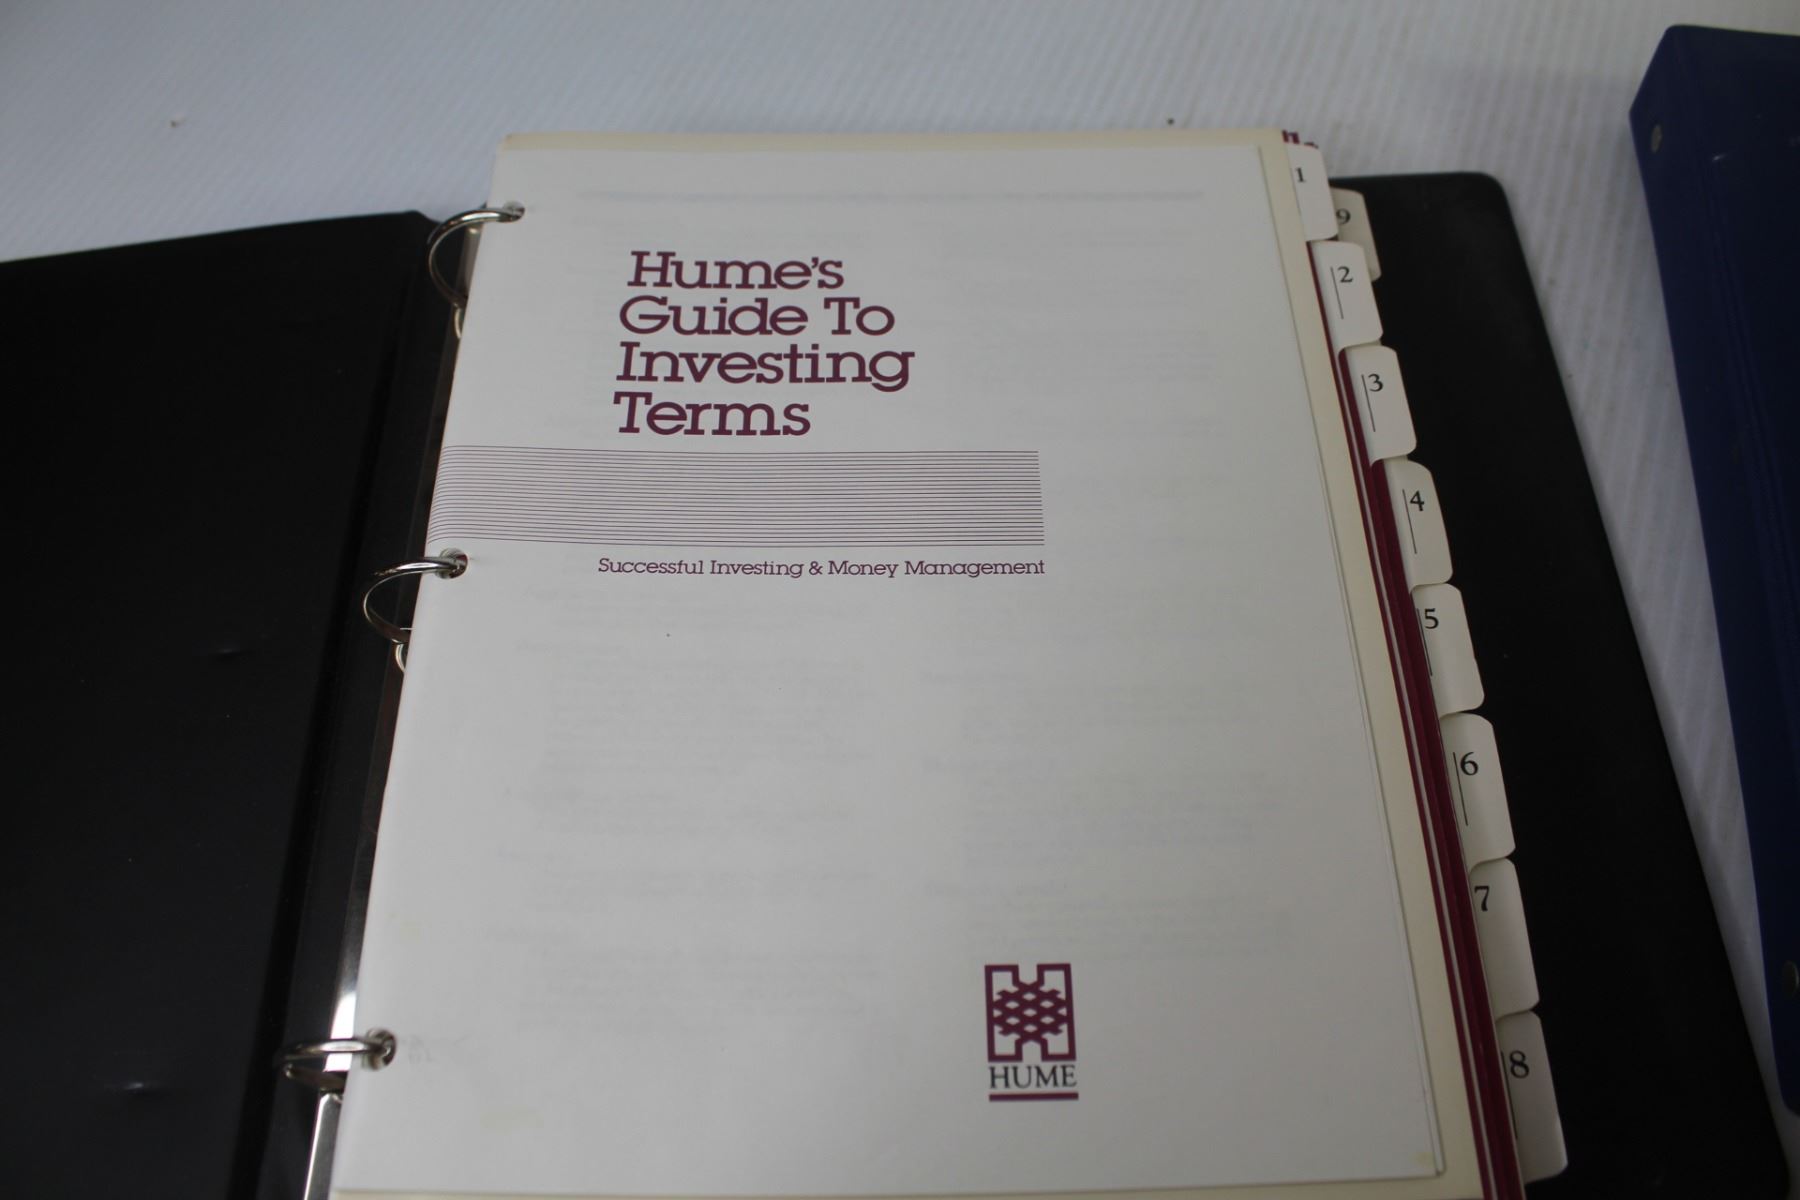 Hume's
Guide To
Investing
Terms
Successful Investing & Money Management
HUME
1
9
2
3
4
5
6
7
8